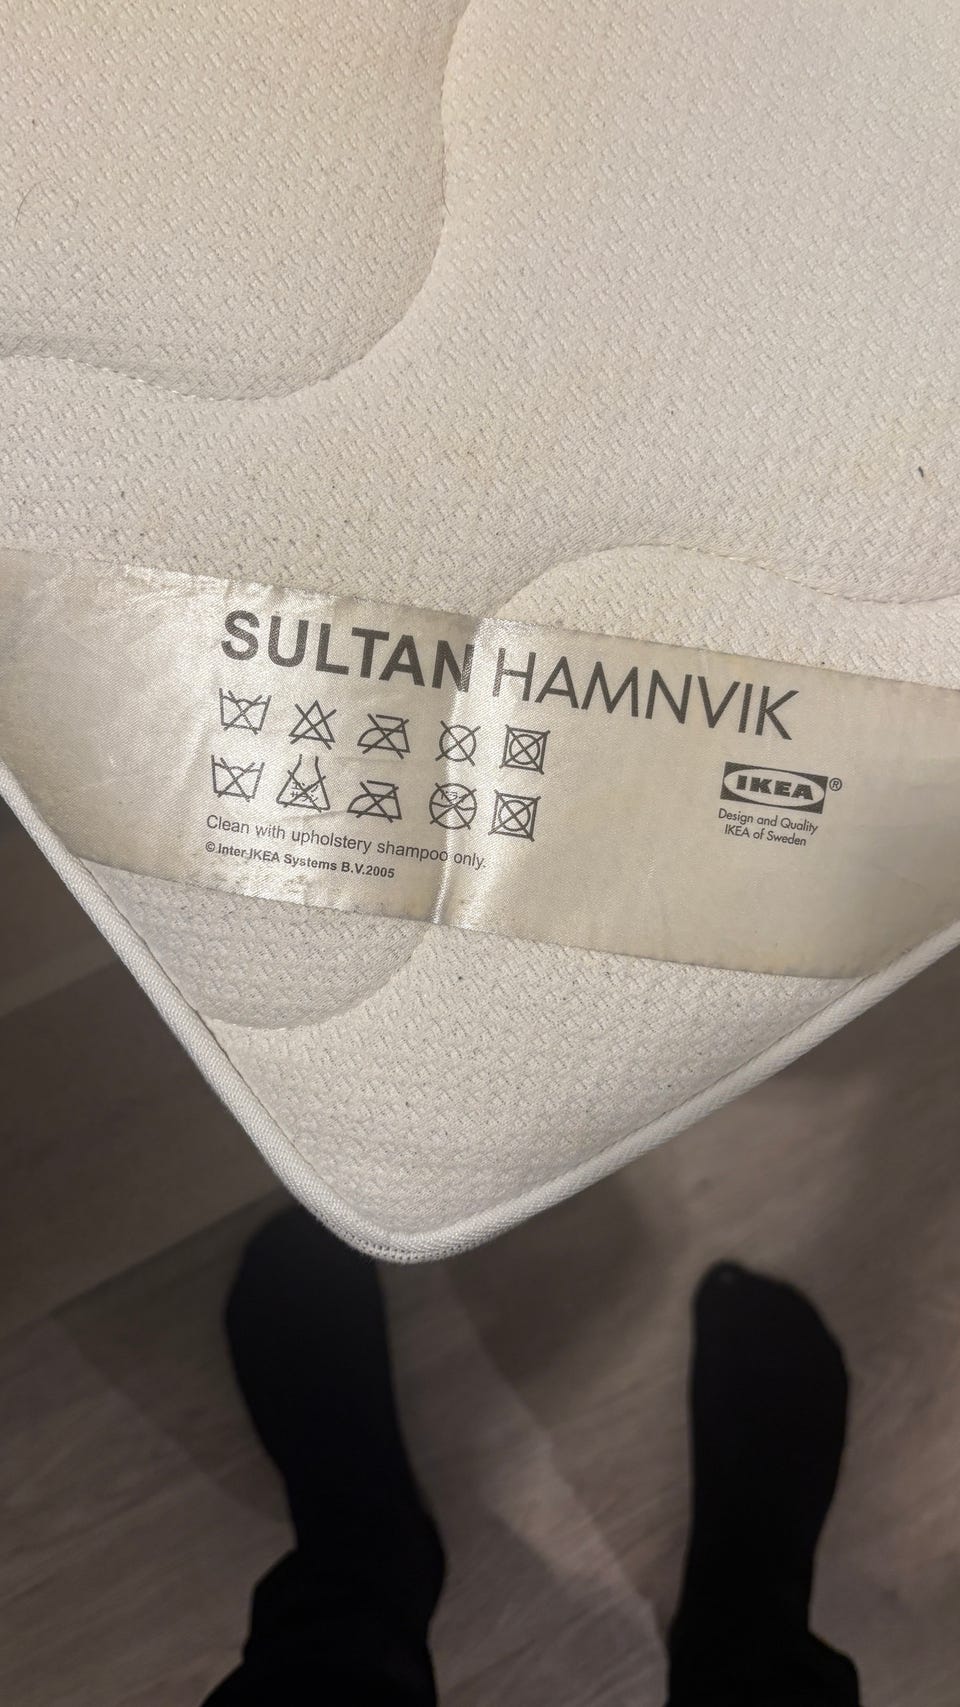 SULTAN HAMNVIK
IKEA®
Design and Quality
IKEA of Sweden
Clean with upholstery shampoo only.
© Inter IKEA Systems B.V.2005